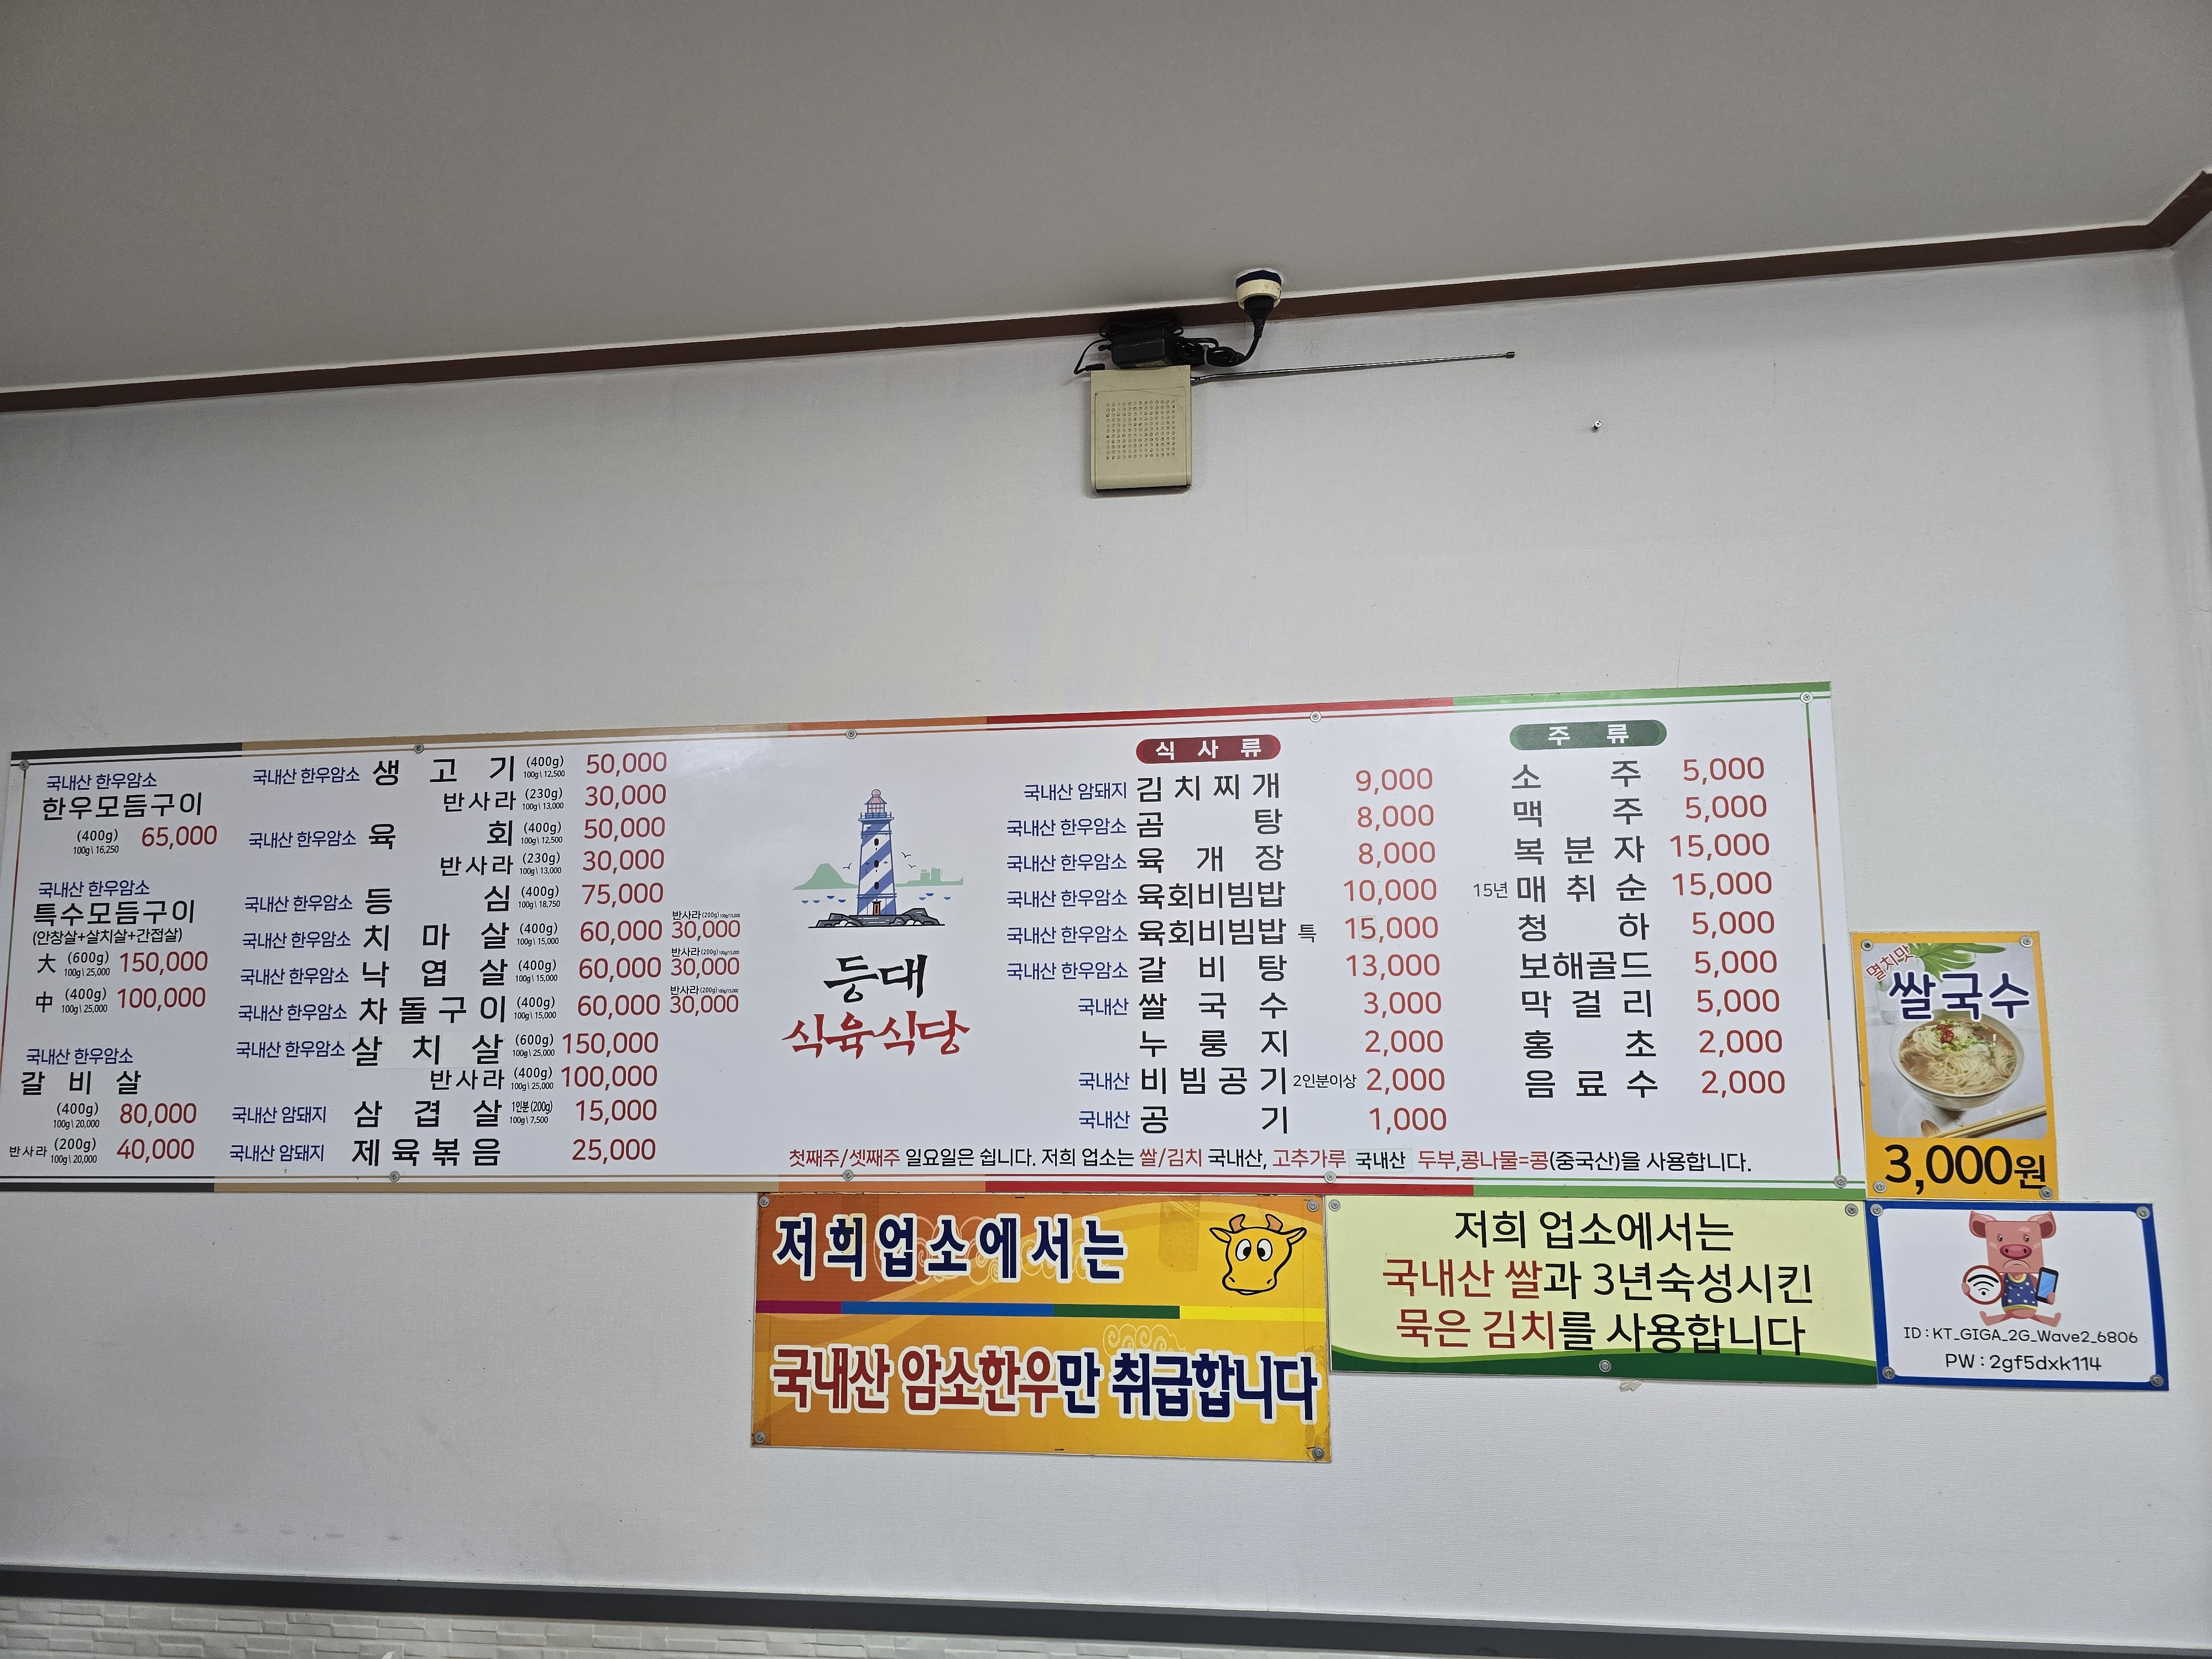 국내산 한우암소
한우모듬구이
(400g)
100g\ 16,250
65,000
국내산 한우암소
특수모듬구이
(안창살+살치살+간접살)
大 (600g) 100g\ 25,000 150,000
中 (400g) 100g\ 25,000 100,000
국내산 한우암소
갈비살
(400g) 100g\ 20,000 80,000
반사라 (200g) 100g\ 20,000 40,000
국내산 한우암소 생고기 (400g) 100g\ 12,500 50,000
반사라 (230g) 100g\ 13,000 30,000
국내산 한우암소 육회 (400g) 100g\ 12,500 50,000
반사라 (230g) 100g\ 13,000 30,000
국내산 한우암소 등심 (400g) 100g\ 18,750 75,000
국내산 한우암소 치마살 (400g) 100g\ 15,000 60,000 반사라 (200g) 100g\15,000 30,000
국내산 한우암소 낙엽살 (400g) 100g\ 15,000 60,000 반사라 (200g) 100g\15,000 30,000
국내산 한우암소 차돌구이 (400g) 100g\ 15,000 60,000 반사라 (200g) 100g\15,000 30,000
국내산 한우암소 살치살 (600g) 100g\ 25,000 150,000
반사라 (400g) 100g\ 25,000 100,000
국내산 암돼지 삼겹살 1인분 (200g) 100g\ 7,500 15,000
국내산 암돼지 제육볶음 25,000
등대
식육식당
식사류
국내산 암돼지 김치찌개 9,000
국내산 한우암소 곰탕 8,000
국내산 한우암소 육개장 8,000
국내산 한우암소 육회비빔밥 10,000
국내산 한우암소 육회비빔밥 특 15,000
국내산 한우암소 갈비탕 13,000
국내산 쌀국수 3,000
누룽지 2,000
국내산 비빔공기 2인분이상 2,000
국내산 공기 1,000
주류
소주 5,000
맥주 5,000
복분자 15,000
15년 매취순 15,000
청하 5,000
보해골드 5,000
막걸리 5,000
홍초 2,000
음료수 2,000
첫째주/셋째주 일요일은 쉽니다. 저희 업소는 쌀/김치 국내산, 고추가루 국내산 두부,콩나물=콩(중국산)을 사용합니다.
멸치맛
쌀국수
3,000원
저희업소에서는
국내산 암소한우만 취급합니다
저희 업소에서는
국내산 쌀과 3년숙성시킨
묵은 김치를 사용합니다
ID : KT_GIGA_2G_Wave2_6806
PW : 2gf5dxk114